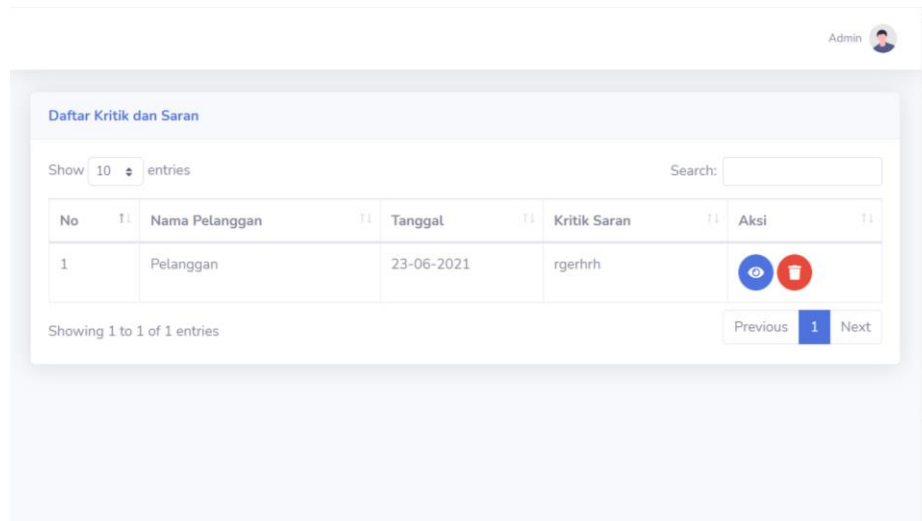 Admin
Daftar Kritik dan Saran
Show 10 entries
Search:
No Nama Pelanggan Tanggal Kritik Saran Aksi
1 Pelanggan 23-06-2021 rgerhrh
Showing 1 to 1 of 1 entries
Previous 1 Next